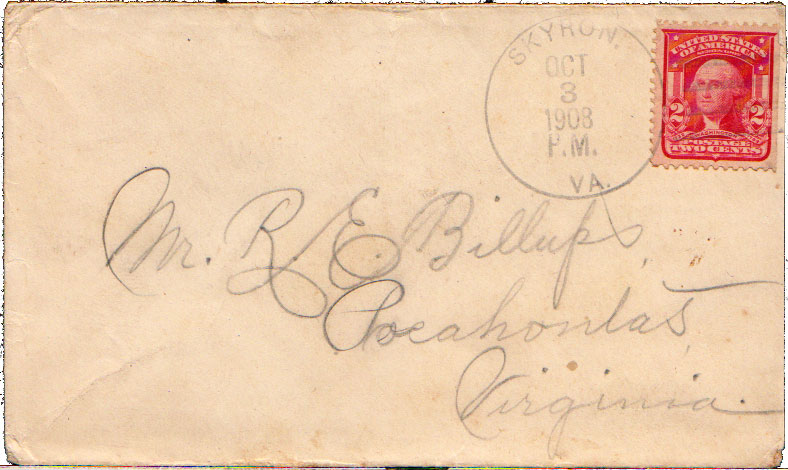 SKYRON.
OCT
3
1908
P.M.
VA.
UNITED STATES
OF AMERICA
2 2
POSTAGE
TWO CENTS
Mr. R. E. Billups,
Pocahontas,
Virginia.